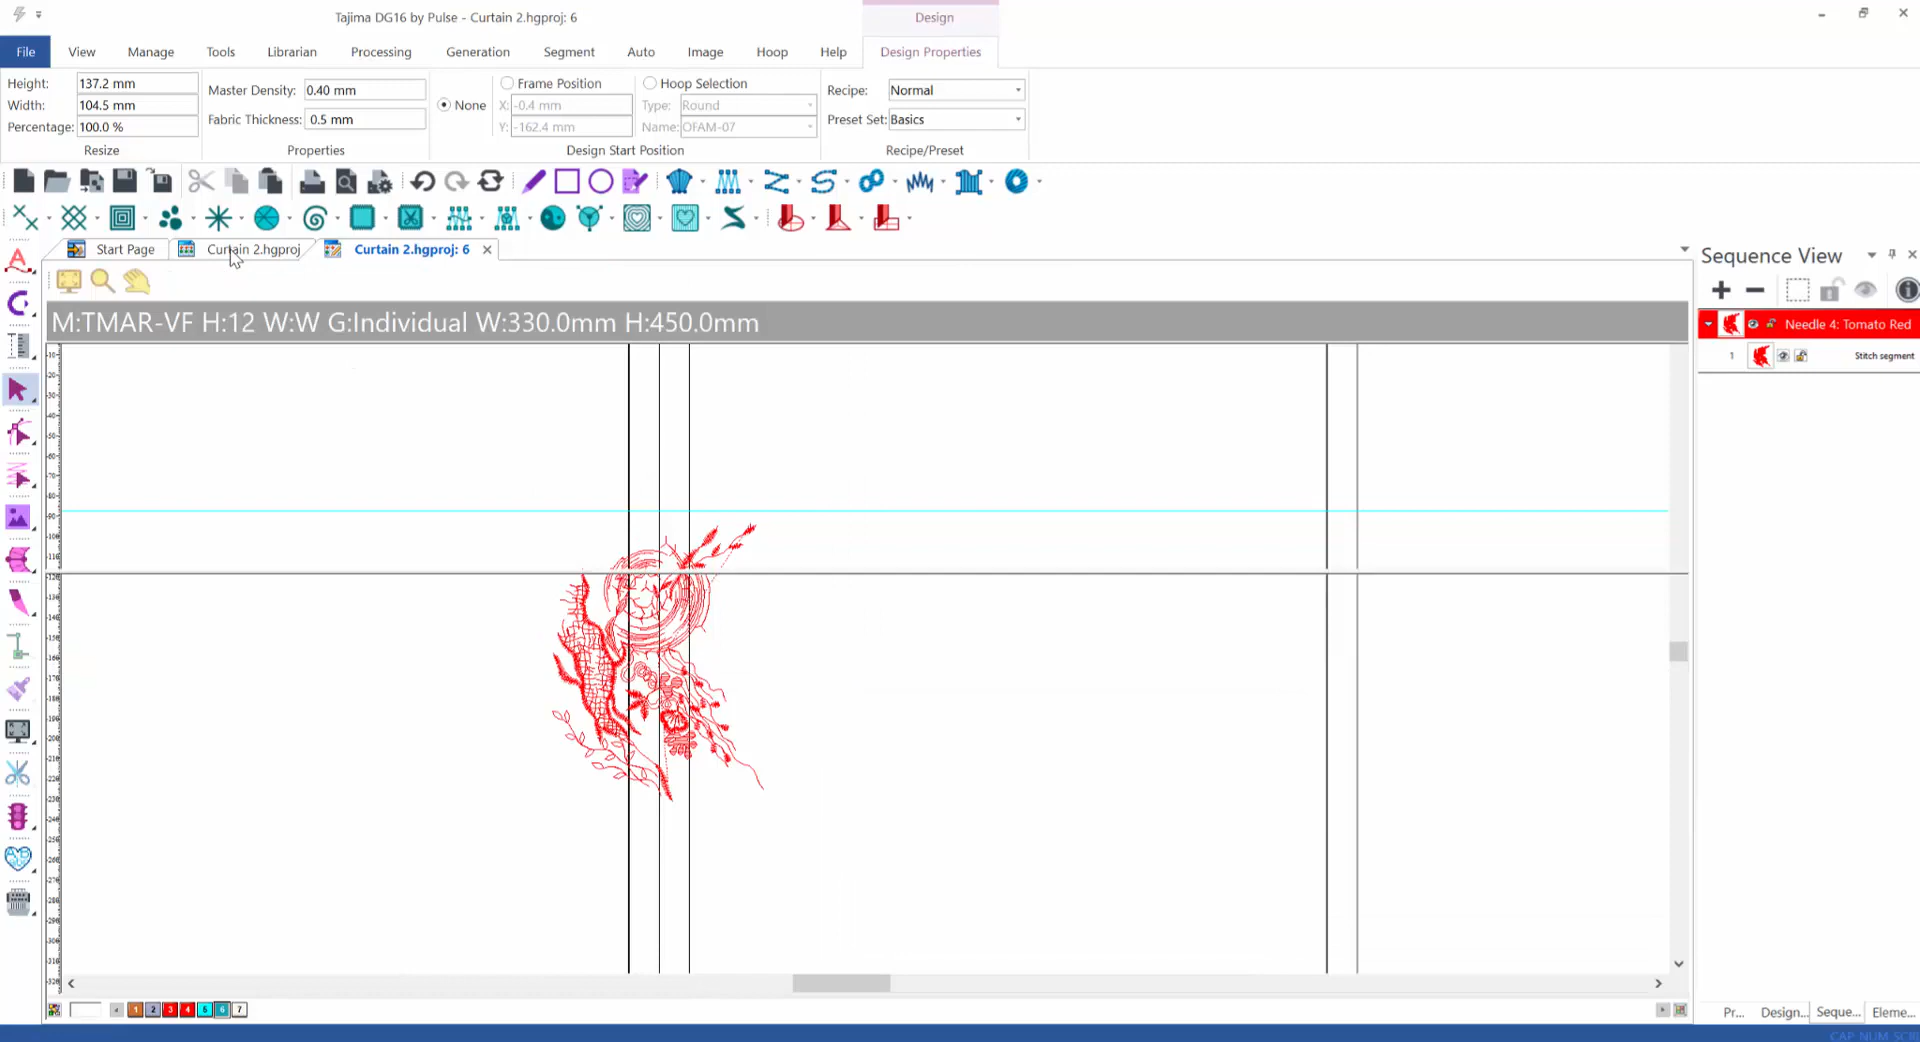 Tajima DG16 by Pulse - Curtain 2.hgproj: 6
Design
File View Manage Tools Librarian Processing Generation Segment Auto Image Hoop Help Design Properties
Height: 137.2 mm
Width: 104.5 mm
Percentage: 100.0 %
Resize
Master Density: 0.40 mm
Fabric Thickness: 0.5 mm
Properties
None
Frame Position
X: -0.4 mm
Y: -162.4 mm
Hoop Selection
Type: Round
Name: OFAM-07
Design Start Position
Recipe: Normal
Preset Set: Basics
Recipe/Preset
Start Page Curtain 2.hgproj Curtain 2.hgproj: 6
M:TMAR-VF H:12 W:W G:Individual W:330.0mm H:450.0mm
Sequence View
Needle 4: Tomato Red
1 Stitch segment
1 2 3 4 5 6 7
Pr... Design... Seque... Eleme...